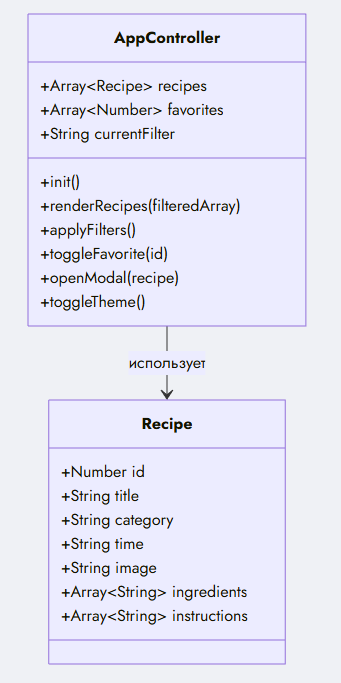 AppController
+Array<Recipe> recipes
+Array<Number> favorites
+String currentFilter
+init()
+renderRecipes(filteredArray)
+applyFilters()
+toggleFavorite(id)
+openModal(recipe)
+toggleTheme()
использует
Recipe
+Number id
+String title
+String category
+String time
+String image
+Array<String> ingredients
+Array<String> instructions